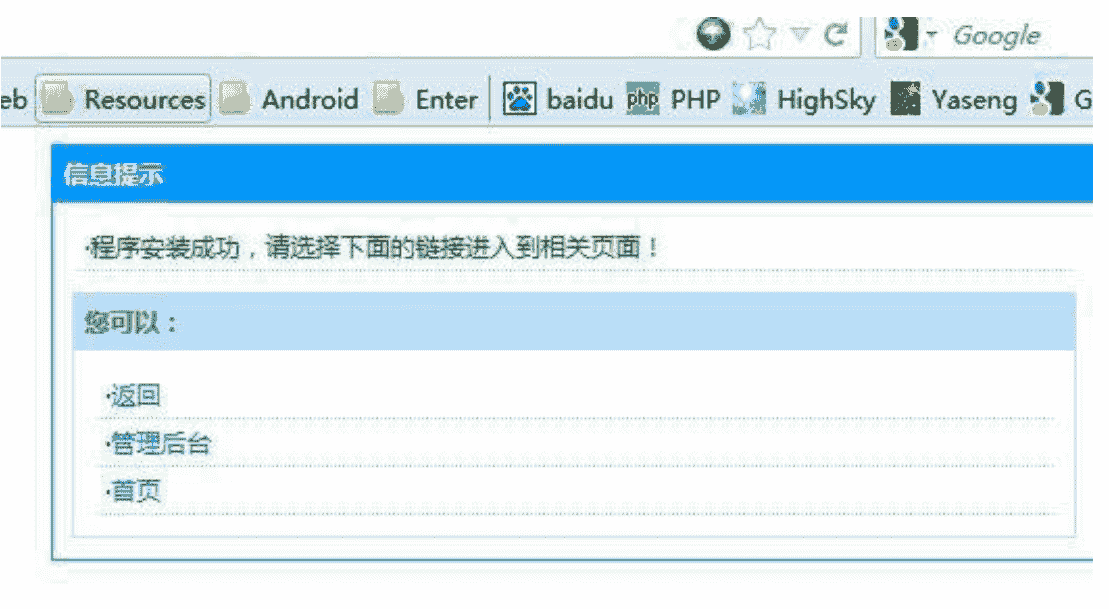 Google
eb Resources Android Enter baidu php PHP HighSky Yaseng G
信息提示
·程序安装成功，请选择下面的链接进入到相关页面！
您可以：
·返回
·管理后台
·首页